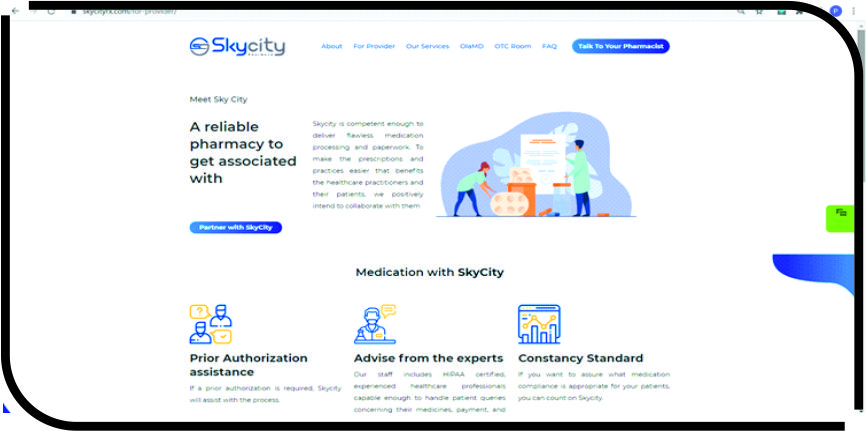 skycityrx.com/for-provider/
P
Skycity
About For Provider Our Services OlaMD OTC Room FAQ Talk To Your Pharmacist
Meet Sky City
A reliable
pharmacy to
get associated
with
Skycity is competent enough to
deliver flawless medication
processing and paperwork. To
make the prescriptions and
practices easier that benefits
the healthcare practitioners and
their patients, we positively
intend to collaborate with them
Partner with SkyCity
Medication with SkyCity
Prior Authorization
assistance
If a prior authorization is required, Skycity
will assist with the process.
Advise from the experts
Our staff includes HIPAA certified,
experienced healthcare professionals
capable enough to handle patient queries
concerning their medicines, payment, and
Constancy Standard
If you want to assure what medication
compliance is appropriate for your patients,
you can count on Skycity.